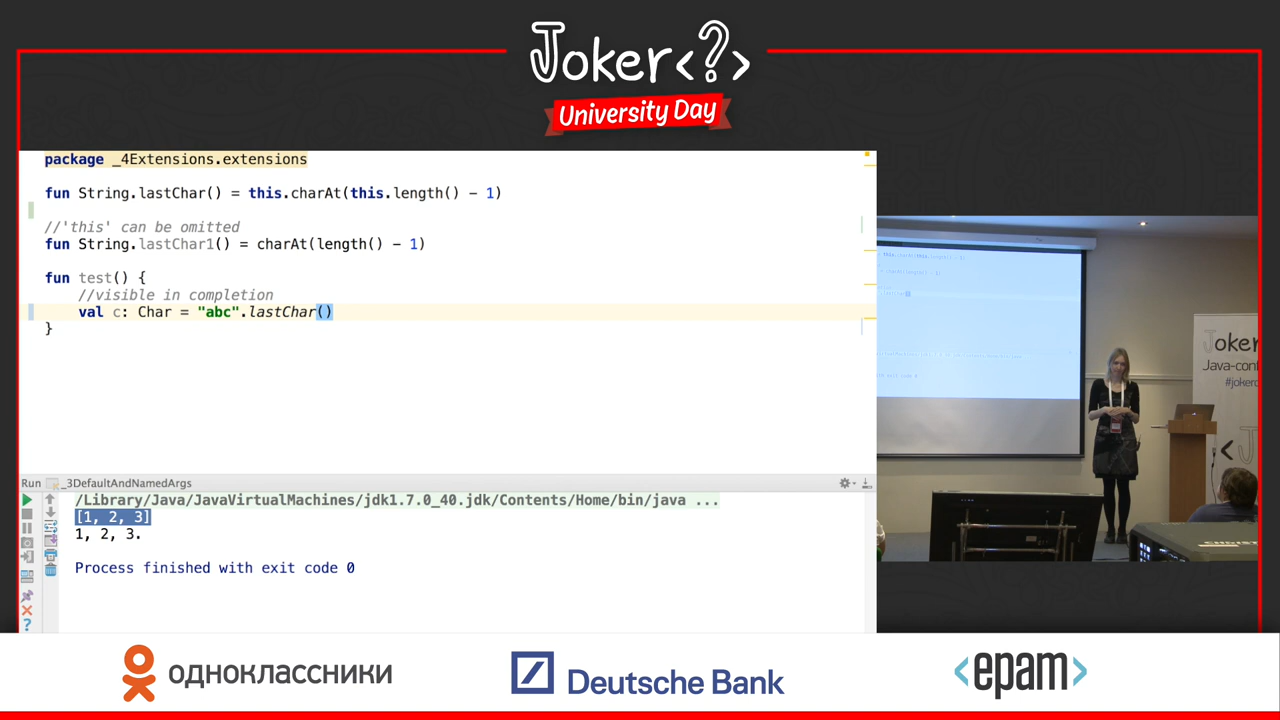 Joker<?>
University Day
package _4Extensions.extensions
fun String.lastChar() = this.charAt(this.length() - 1)
//'this' can be omitted
fun String.lastChar1() = charAt(length() - 1)
fun test() {
//visible in completion
val c: Char = "abc".lastChar()
}
Run _3DefaultAndNamedArgs
/Library/Java/JavaVirtualMachines/jdk1.7.0_40.jdk/Contents/Home/bin/java ...
[1, 2, 3]
1, 2, 3.
Process finished with exit code 0
Joker
Java-con
#joker
одноклассники
Deutsche Bank
<epam>